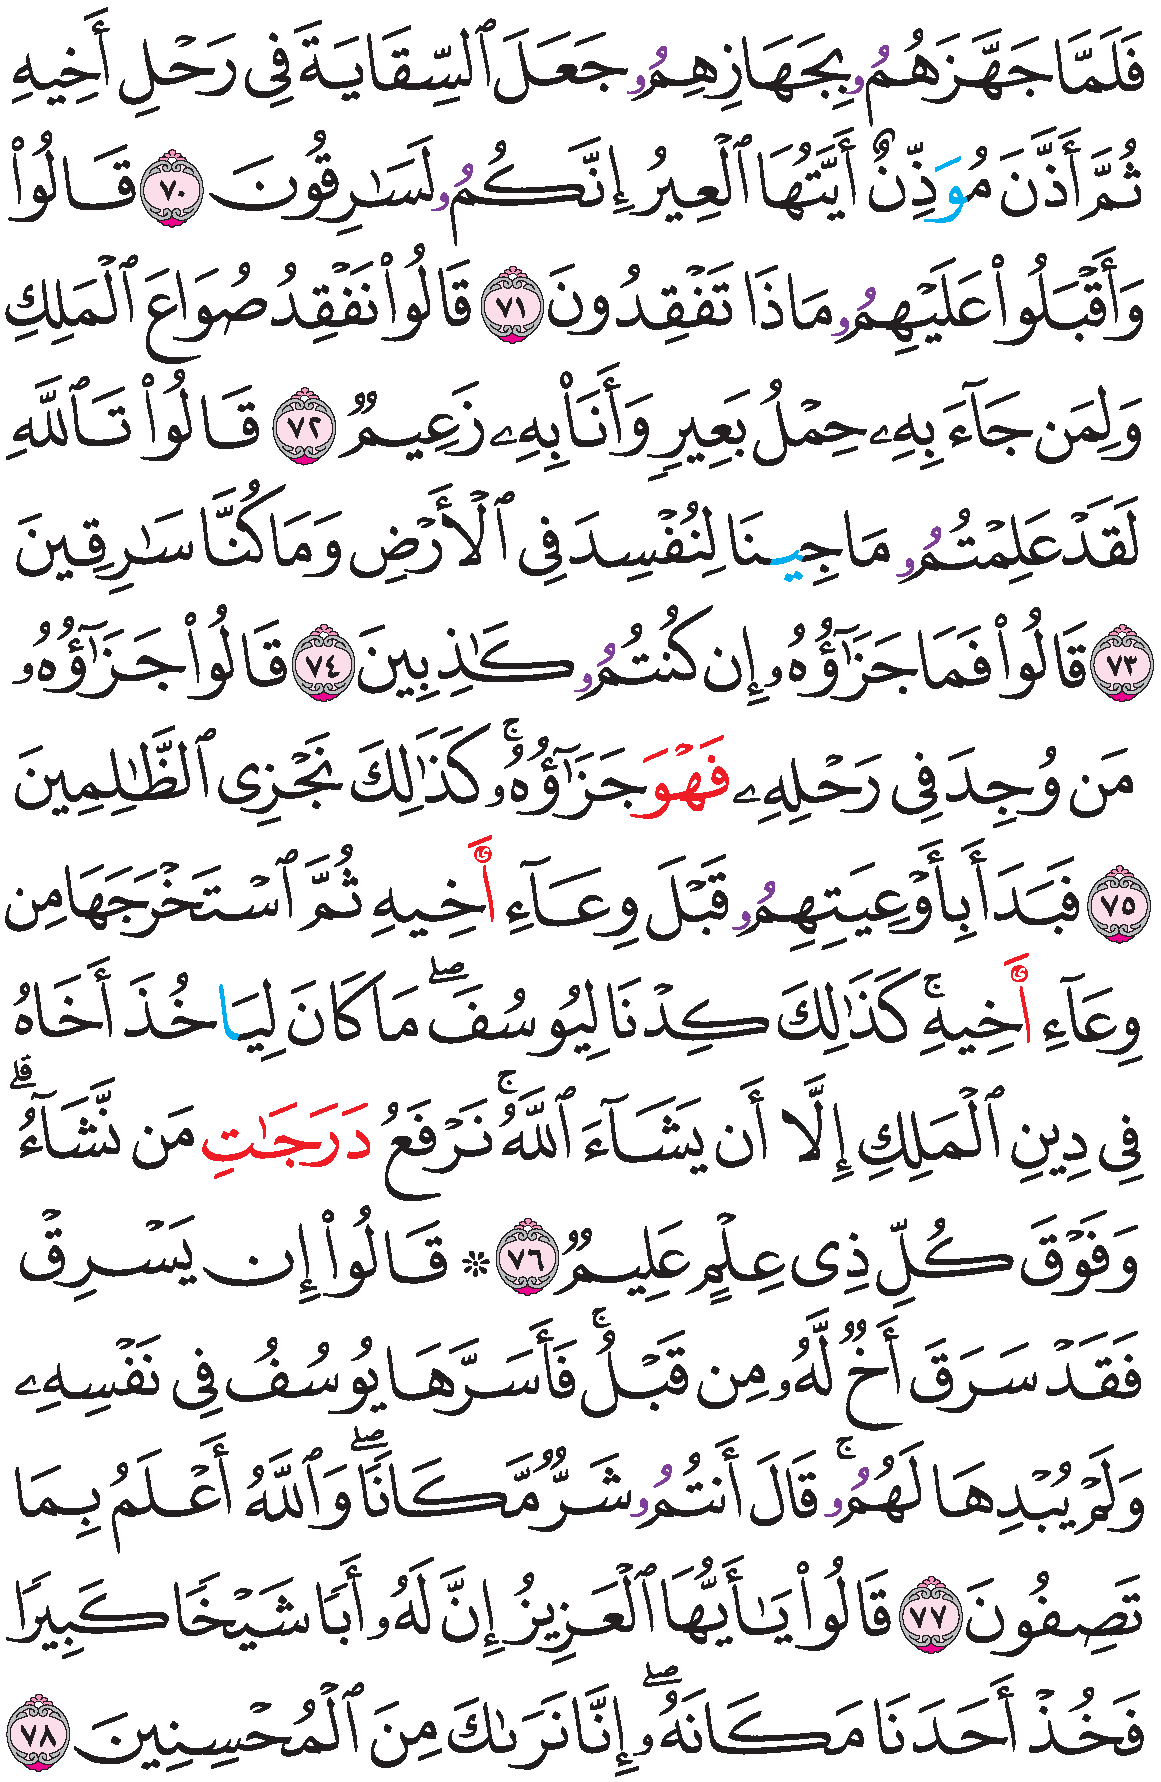 فَلَمَّا جَهَّزَهُمُۥ بِجَهَازِهِمُۥ جَعَلَ ٱلسِّقَايَةَ فِى رَحْلِ أَخِيهِ
ثُمَّ أَذَّنَ مُوَذِّنٌ أَيَّتُهَا ٱلْعِيرُ إِنَّكُمُۥ لَسَٰرِقُونَ ٧٠ قَالُوا۟
وَأَقْبَلُوا۟ عَلَيْهِمُۥ مَاذَا تَفْقِدُونَ ٧١ قَالُوا۟ نَفْقِدُ صُوَاعَ ٱلْمَلِكِ
وَلِمَن جَآءَ بِهِۦ حِمْلُ بَعِيرٍ وَأَنَا۠ بِهِۦ زَعِيمٌ ٧٢ قَالُوا۟ تَٱللَّهِ
لَقَدْ عَلِمْتُمُۥ مَا جِينَا لِنُفْسِدَ فِى ٱلْأَرْضِ وَمَا كُنَّا سَٰرِقِينَ
٧٣ قَالُوا۟ فَمَا جَزَٰٓؤُهُۥ إِن كُنتُمُۥ كَٰذِبِينَ ٧٤ قَالُوا۟ جَزَٰٓؤُهُۥ
مَن وُجِدَ فِى رَحْلِهِۦ فَهْوَ جَزَٰٓؤُهُۥۚ كَذَٰلِكَ نَجْزِى ٱلظَّٰلِمِينَ
٧٥ فَبَدَأَ بِأَوْعِيَتِهِمُۥ قَبْلَ وِعَآءِ أَخِيهِ ثُمَّ ٱسْتَخْرَجَهَا مِن
وِعَآءِ أَخِيهِۚ كَذَٰلِكَ كِدْنَا لِيُوسُفَۖ مَا كَانَ لِيَاخُذَ أَخَاهُ
فِى دِينِ ٱلْمَلِكِ إِلَّا أَن يَشَآءَ ٱللَّهُۚ نَرْفَعُ دَرَجَٰتِ مَن نَّشَآءُۗ
وَفَوْقَ كُلِّ ذِى عِلْمٍ عَلِيمٌ ٧٦ ۞ قَالُوا۟ إِن يَسْرِقْ
فَقَدْ سَرَقَ أَخٌ لَّهُۥ مِن قَبْلُۚ فَأَسَرَّهَا يُوسُفُ فِى نَفْسِهِۦ
وَلَمْ يُبْدِهَا لَهُمُۥۚ قَالَ أَنتُمُۥ شَرٌّ مَّكَانًاۖ وَٱللَّهُ أَعْلَمُ بِمَا
تَصِفُونَ ٧٧ قَالُوا۟ يَٰٓأَيُّهَا ٱلْعَزِيزُ إِنَّ لَهُۥ أَبًا شَيْخًا كَبِيرًا
فَخُذْ أَحَدَنَا مَكَانَهُۥۖ إِنَّا نَرَىٰكَ مِنَ ٱلْمُحْسِنِينَ ٧٨